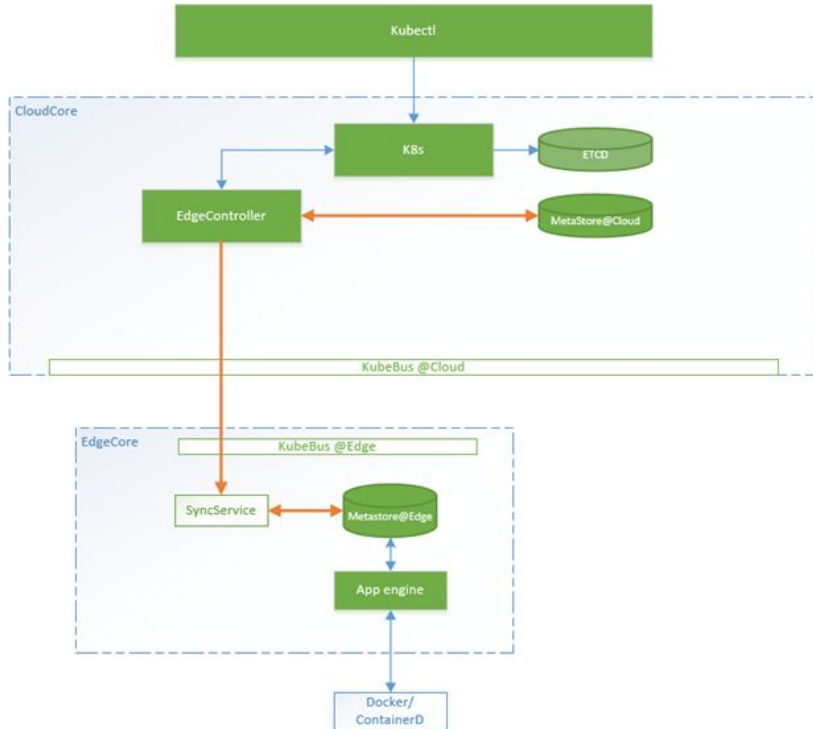 Kubectl
CloudCore
K8s
ETCD
EdgeController
MetaStore@Cloud
KubeBus @Cloud
EdgeCore
KubeBus @Edge
SyncService
Metastore@Edge
App engine
Docker/
ContainerD